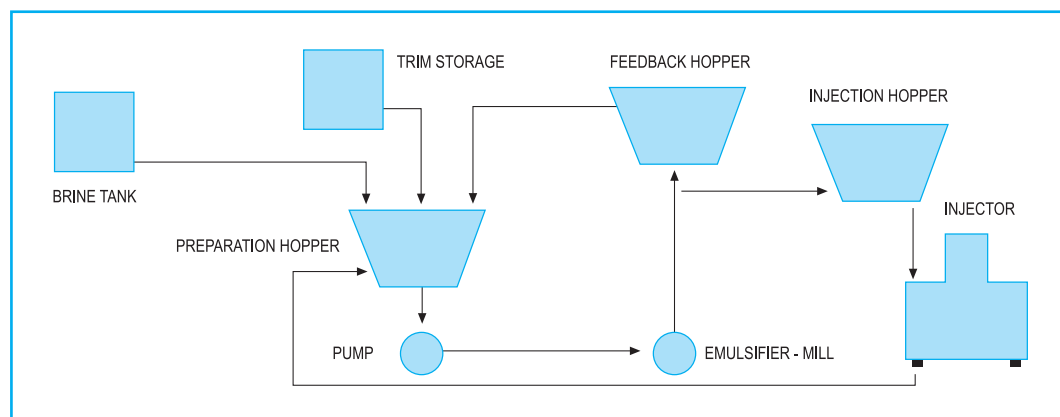 TRIM STORAGE
FEEDBACK HOPPER
INJECTION HOPPER
BRINE TANK
INJECTOR
PREPARATION HOPPER
PUMP
EMULSIFIER - MILL